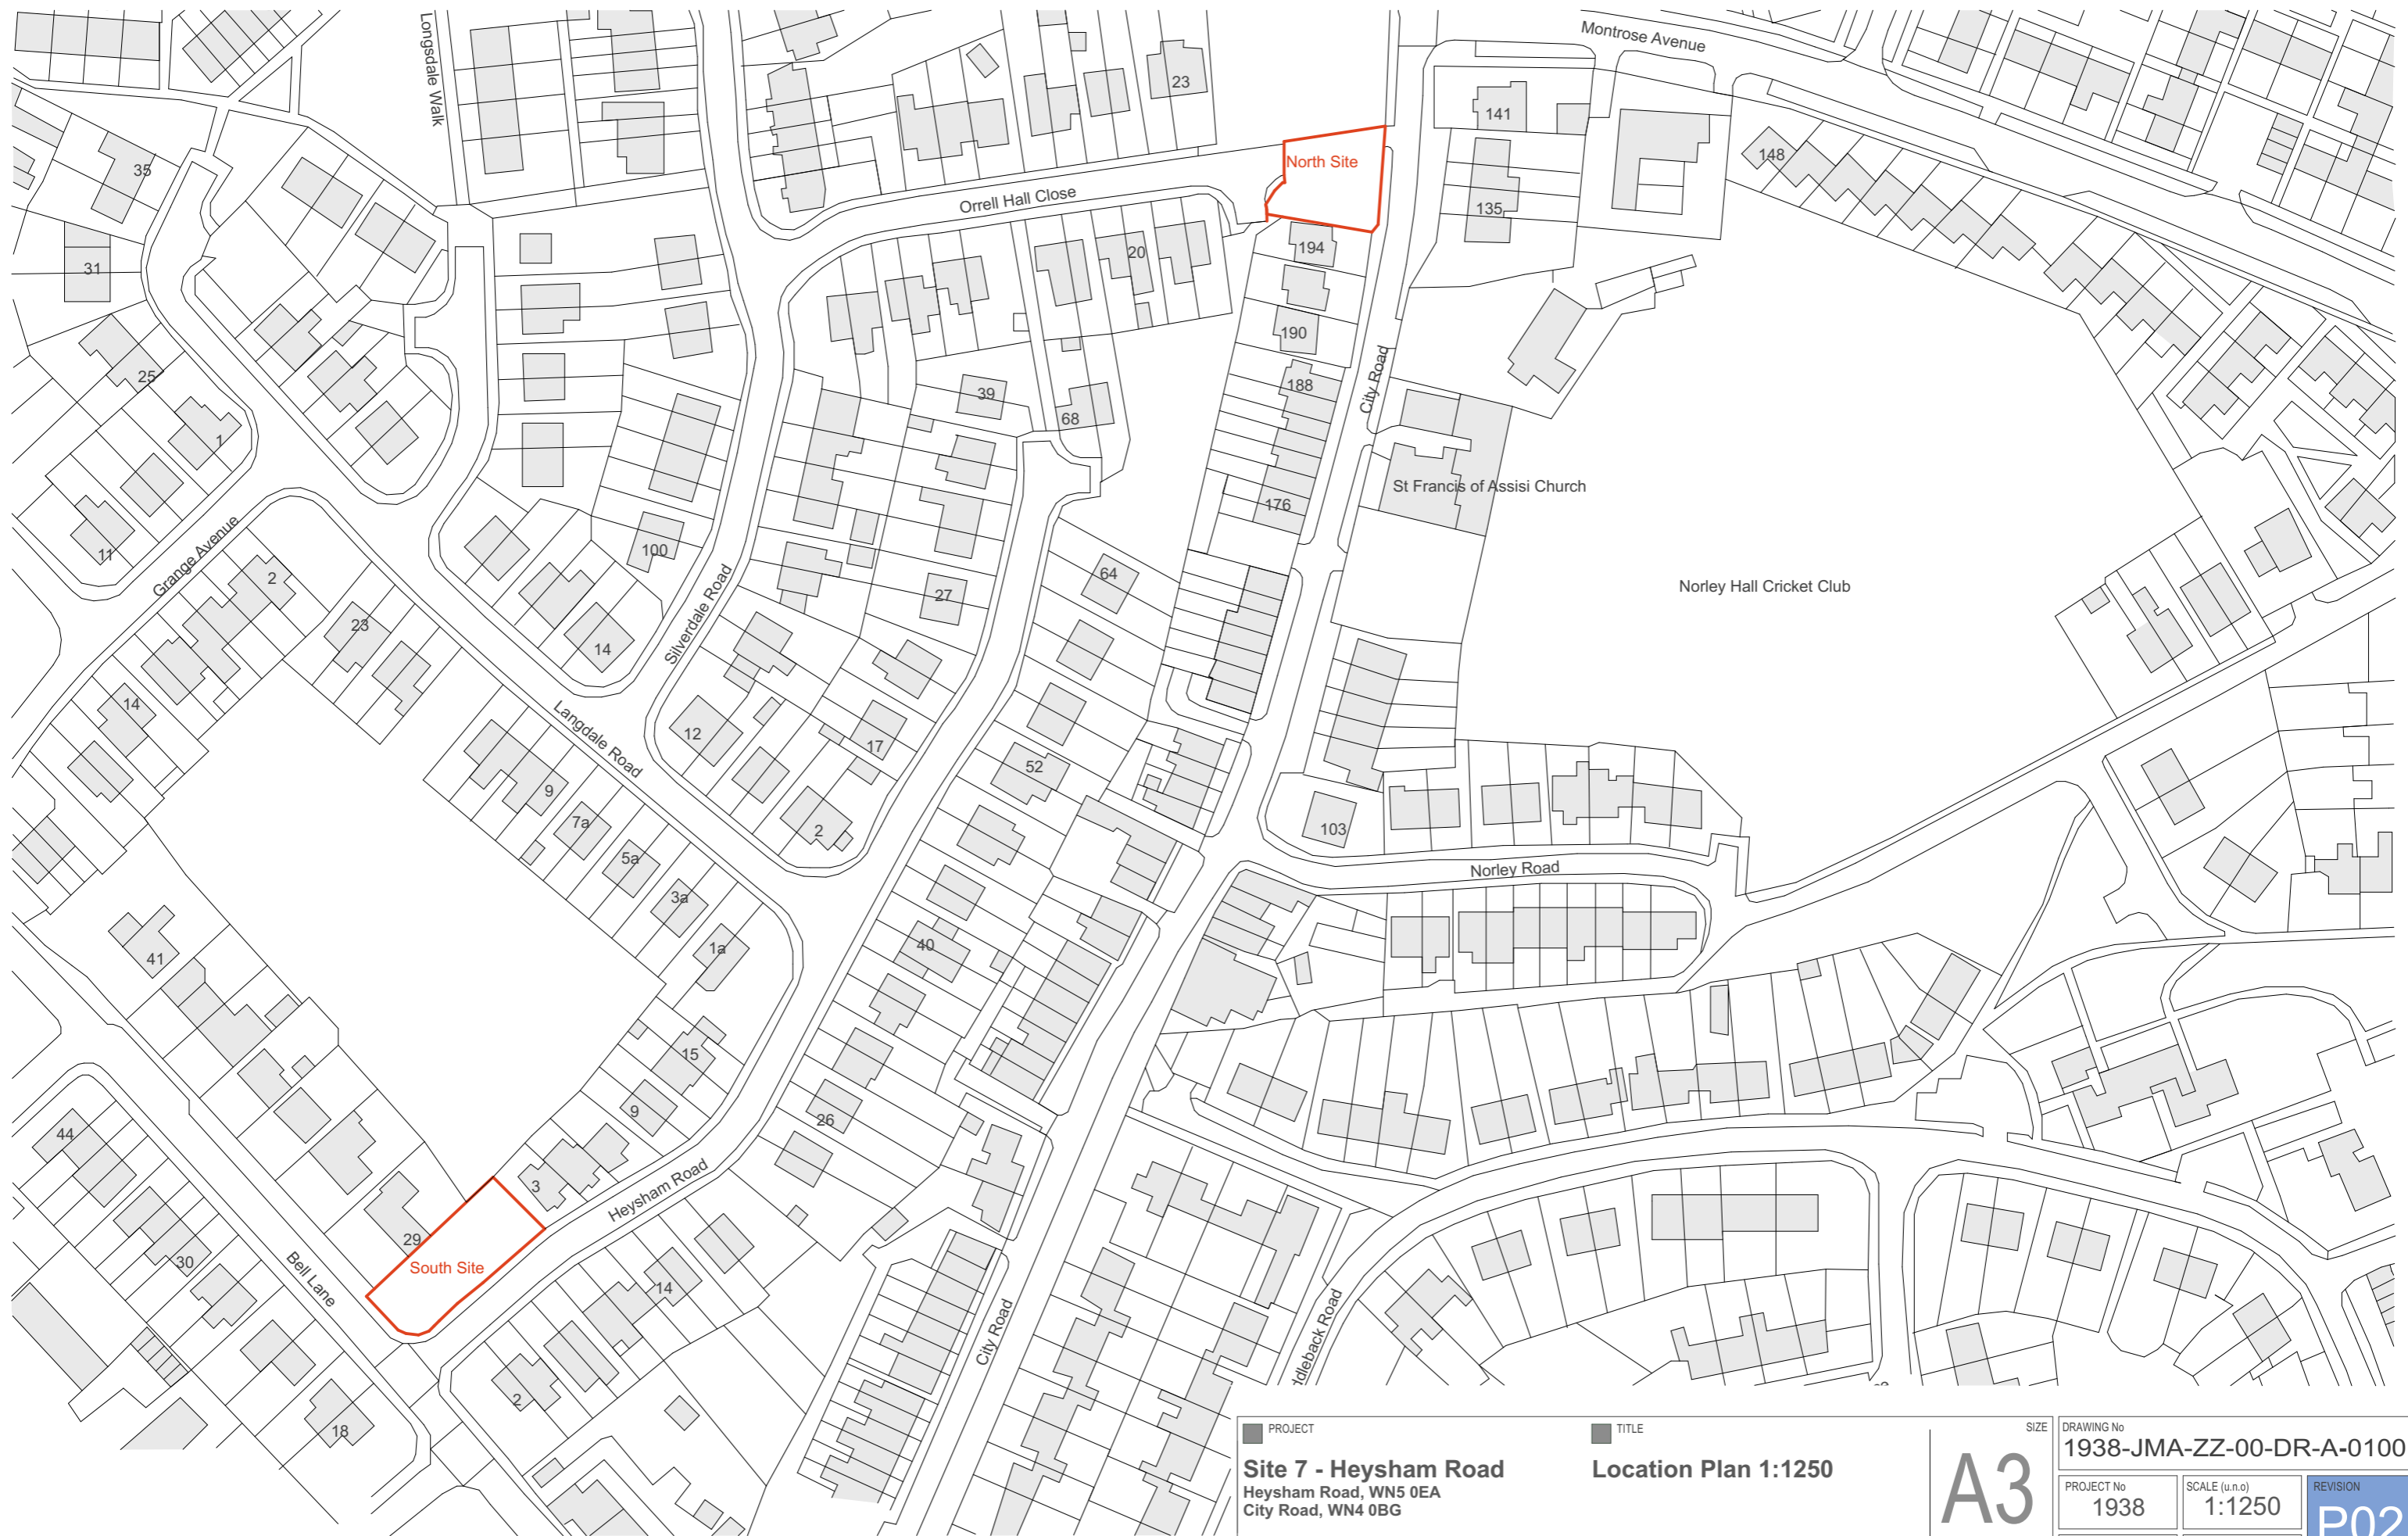 Longsdale Walk
Montrose Avenue
23
141
148
35
North Site
Orrell Hall Close
135
31
194
20
190
25
City Road
188
39
68
1
St Francis of Assisi Church
176
11
Grange Avenue
100
64
Norley Hall Cricket Club
2
27
23
Silverdale Road
14
14
Langdale Road
12
17
52
9
7a
2
103
5a
Norley Road
3a
1a
40
41
15
9
26
44
3
Heysham Road
29
South Site
30
Bell Lane
14
City Road
ddleback Road
2
18
PROJECT
Site 7 - Heysham Road
Heysham Road, WN5 0EA
City Road, WN4 0BG
TITLE
Location Plan 1:1250
SIZE
A3
DRAWING No
1938-JMA-ZZ-00-DR-A-0100
PROJECT No
1938
SCALE (u.n.o)
1:1250
REVISION
P02